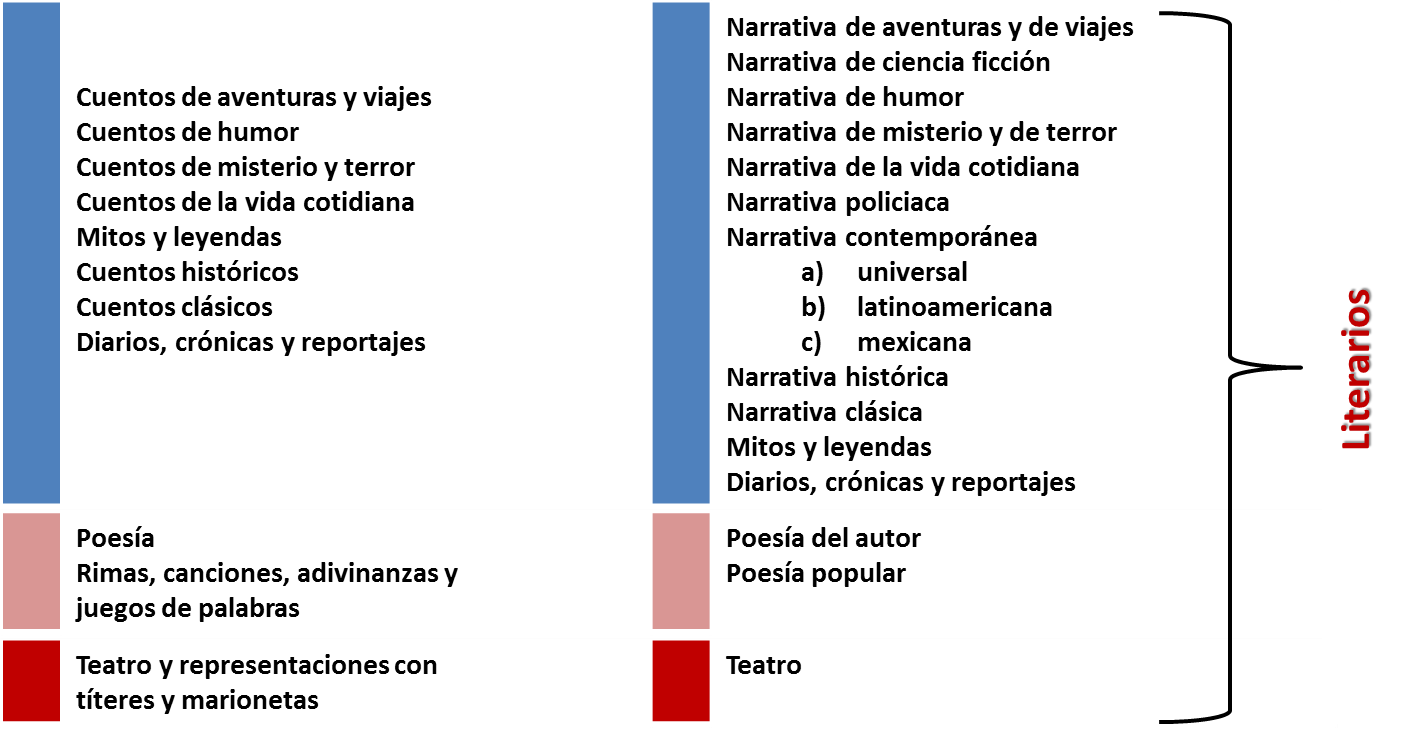 Cuentos de aventuras y viajes
Cuentos de humor
Cuentos de misterio y terror
Cuentos de la vida cotidiana
Mitos y leyendas
Cuentos históricos
Cuentos clásicos
Diarios, crónicas y reportajes
Poesía
Rimas, canciones, adivinanzas y
juegos de palabras
Teatro y representaciones con
títeres y marionetas
Narrativa de aventuras y de viajes
Narrativa de ciencia ficción
Narrativa de humor
Narrativa de misterio y de terror
Narrativa de la vida cotidiana
Narrativa policiaca
Narrativa contemporánea
a) universal
b) latinoamericana
c) mexicana
Narrativa histórica
Narrativa clásica
Mitos y leyendas
Diarios, crónicas y reportajes
Poesía del autor
Poesía popular
Teatro
Literarios